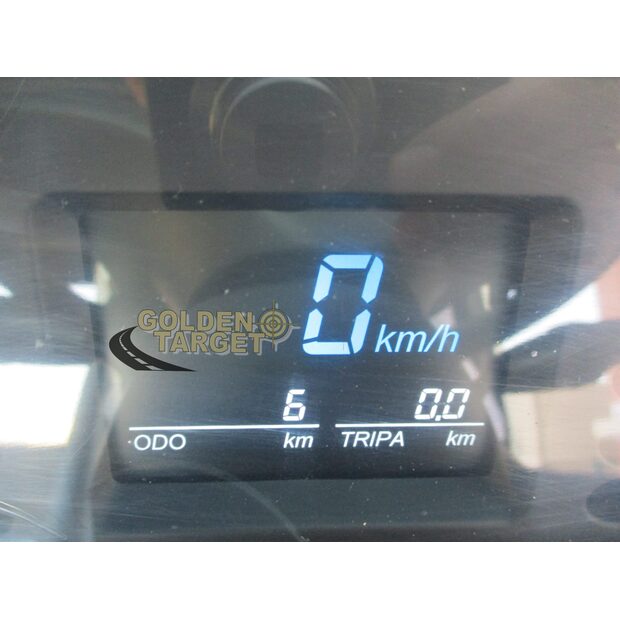 0 km/h
GOLDEN
TARGET
6 0.0
ODO km TRIPA km